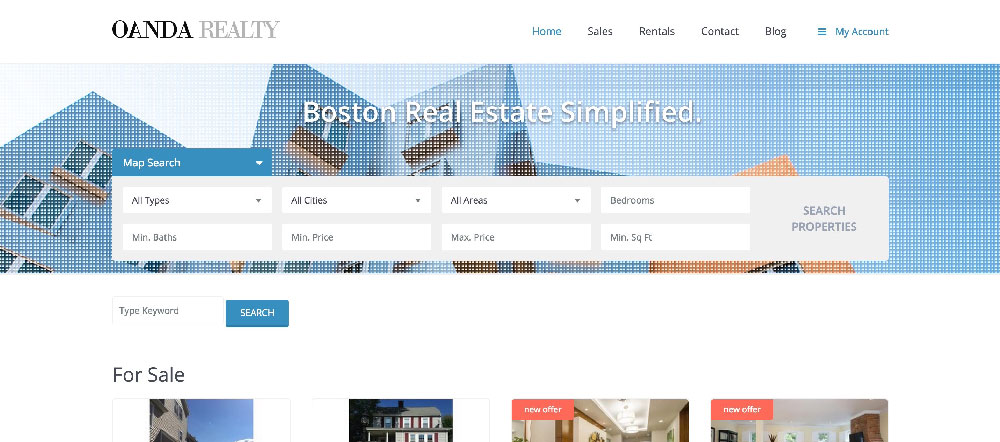 OANDA REALTY
Home Sales Rentals Contact Blog My Account
Boston Real Estate Simplified.
Map Search
All Types All Cities All Areas Bedrooms
SEARCH
PROPERTIES
Min. Baths Min. Price Max. Price Min. Sq Ft
Type Keyword SEARCH
For Sale
new offer new offer